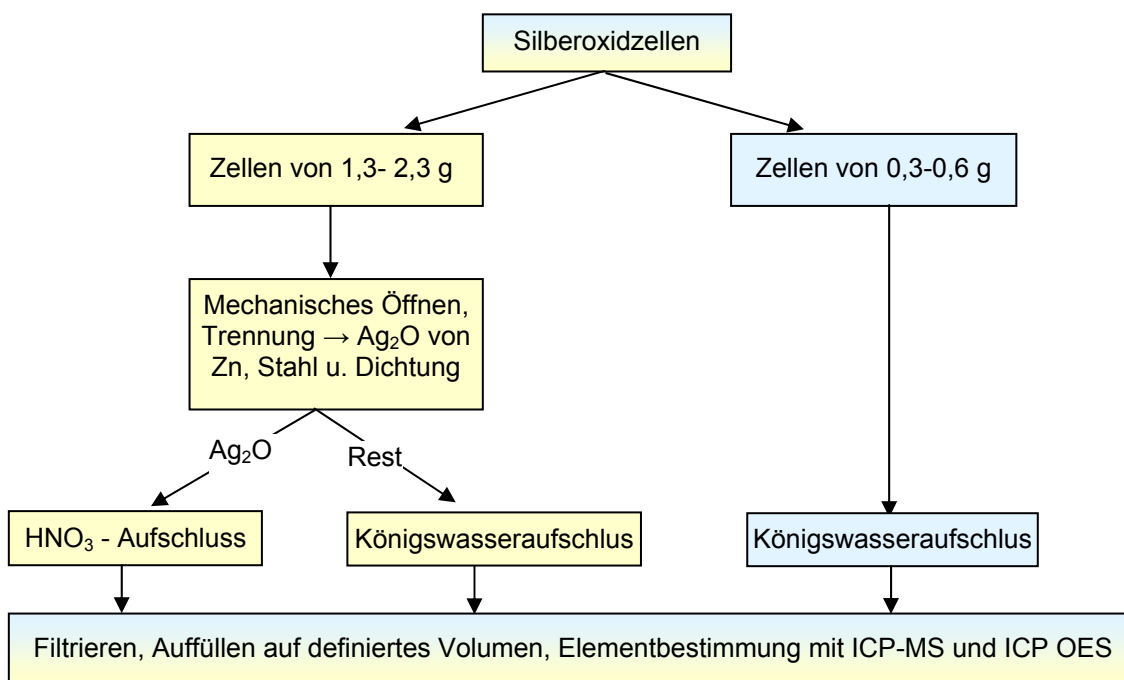 Silberoxidzellen
Zellen von 1,3- 2,3 g
Zellen von 0,3-0,6 g
Mechanisches Öffnen,
Trennung → Ag₂O von
Zn, Stahl u. Dichtung
Ag₂O
Rest
HNO₃ - Aufschluss
Königswasseraufschlus
Königswasseraufschlus
Filtrieren, Auffüllen auf definiertes Volumen, Elementbestimmung mit ICP-MS und ICP OES